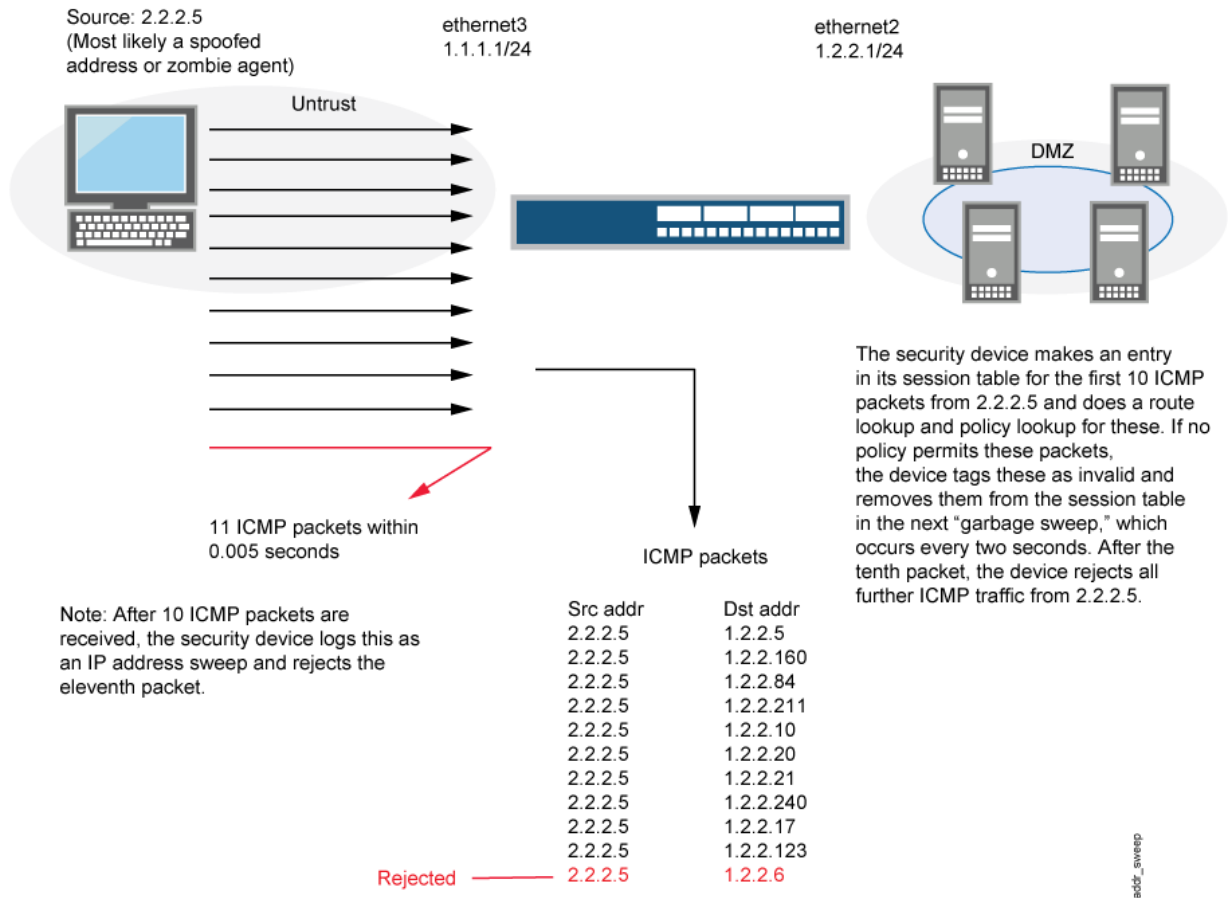 Source: 2.2.2.5
(Most likely a spoofed
address or zombie agent)
ethernet3
1.1.1.1/24
ethernet2
1.2.2.1/24
Untrust
DMZ
The security device makes an entry
in its session table for the first 10 ICMP
packets from 2.2.2.5 and does a route
lookup and policy lookup for these. If no
policy permits these packets,
the device tags these as invalid and
removes them from the session table
in the next “garbage sweep,” which
occurs every two seconds. After the
tenth packet, the device rejects all
further ICMP traffic from 2.2.2.5.
11 ICMP packets within
0.005 seconds
Note: After 10 ICMP packets are
received, the security device logs this as
an IP address sweep and rejects the
eleventh packet.
ICMP packets
Src addr Dst addr
2.2.2.5 1.2.2.5
2.2.2.5 1.2.2.160
2.2.2.5 1.2.2.84
2.2.2.5 1.2.2.211
2.2.2.5 1.2.2.10
2.2.2.5 1.2.2.20
2.2.2.5 1.2.2.21
2.2.2.5 1.2.2.240
2.2.2.5 1.2.2.17
2.2.2.5 1.2.2.123
Rejected 2.2.2.5 1.2.2.6
addr_sweep